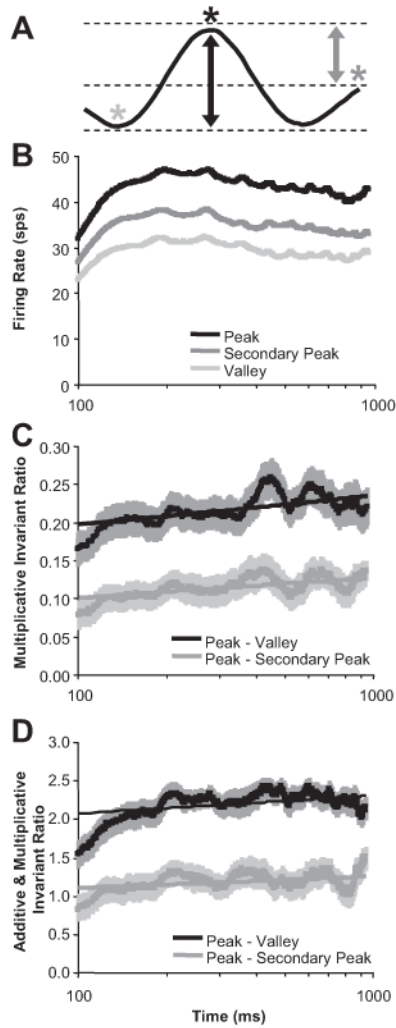 A
*
*
*
B
50
40
30
20
10
0
Firing Rate (sps)
Peak
Secondary Peak
Valley
100
1000
C
0.30
0.25
0.20
0.15
0.10
0.05
0.00
Multiplicative Invariant Ratio
Peak - Valley
Peak - Secondary Peak
100
1000
D
3.0
2.5
2.0
1.5
1.0
0.5
0.0
Additive & Multiplicative
Invariant Ratio
Peak - Valley
Peak - Secondary Peak
100
1000
Time (ms)